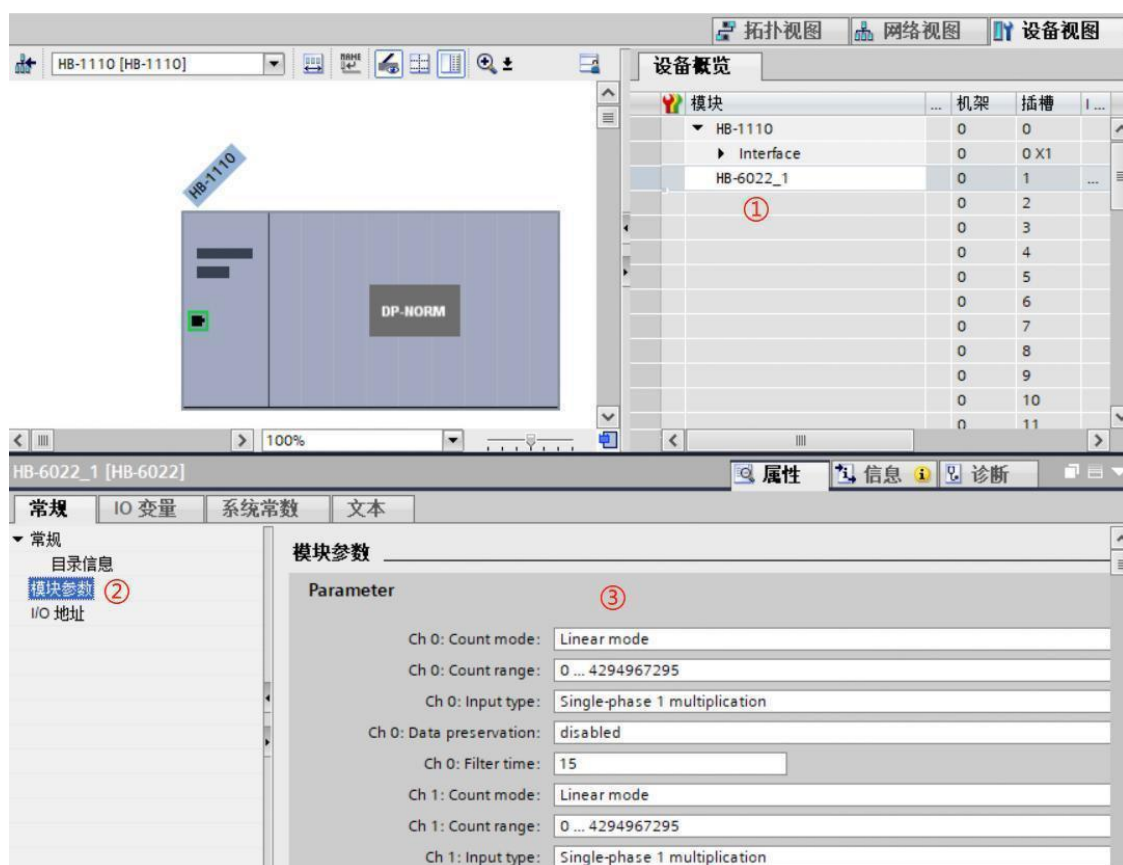 拓扑视图 网络视图 设备视图
HB-1110 [HB-1110]
设备概览
模块 ... 机架 插槽 I ...
HB-1110 0 0
Interface 0 0 X1
HB-6022_1 0 1 ...
① 0 2
0 3
0 4
0 5
0 6
0 7
0 8
0 9
0 10
0 11
HB-1110
DP-NORM
100%
HB-6022_1 [HB-6022]
属性 信息 诊断
常规 IO 变量 系统常数 文本
常规
目录信息
模块参数 ②
I/O 地址
模块参数
Parameter ③
Ch 0: Count mode: Linear mode
Ch 0: Count range: 0 ... 4294967295
Ch 0: Input type: Single-phase 1 multiplication
Ch 0: Data preservation: disabled
Ch 0: Filter time: 15
Ch 1: Count mode: Linear mode
Ch 1: Count range: 0 ... 4294967295
Ch 1: Input type: Single-phase 1 multiplication